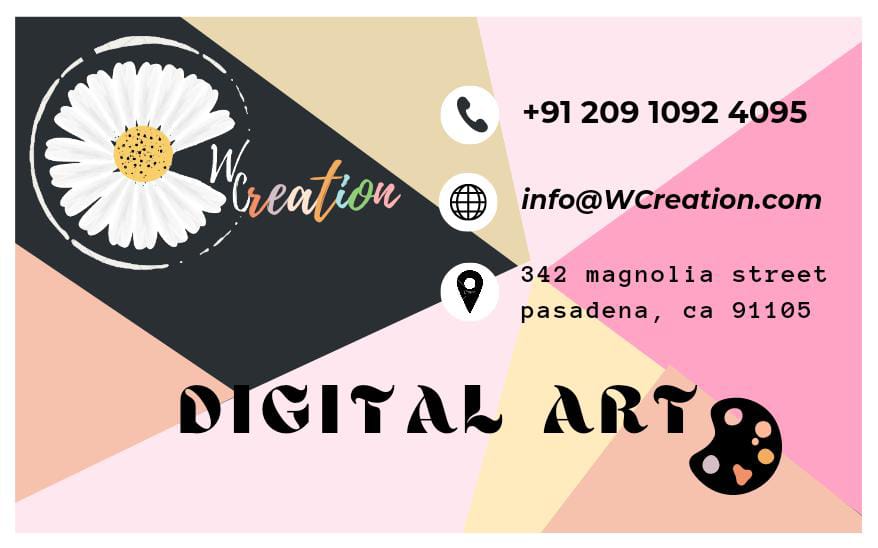 WCreation
+91 209 1092 4095
info@WCreation.com
342 magnolia street
pasadena, ca 91105
DIGITAL ART